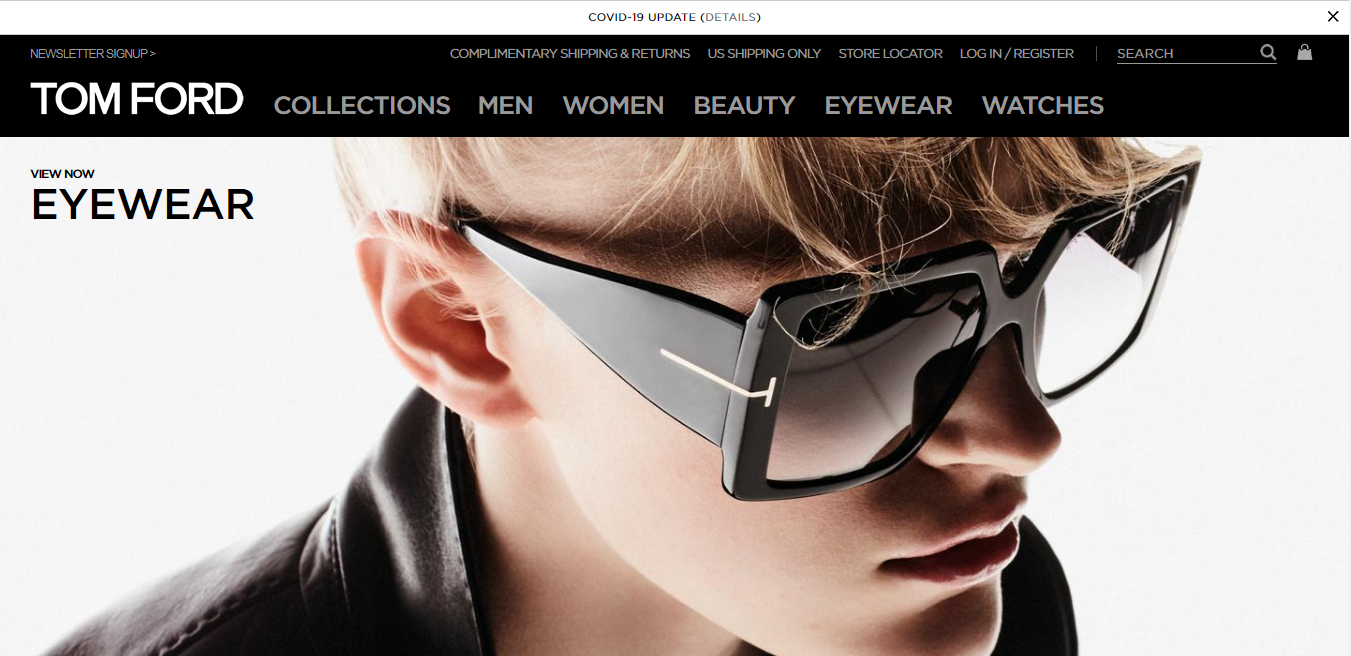 COVID-19 UPDATE (DETAILS)
NEWSLETTER SIGNUP > COMPLIMENTARY SHIPPING & RETURNS US SHIPPING ONLY STORE LOCATOR LOG IN / REGISTER SEARCH
TOM FORD COLLECTIONS MEN WOMEN BEAUTY EYEWEAR WATCHES
VIEW NOW
EYEWEAR